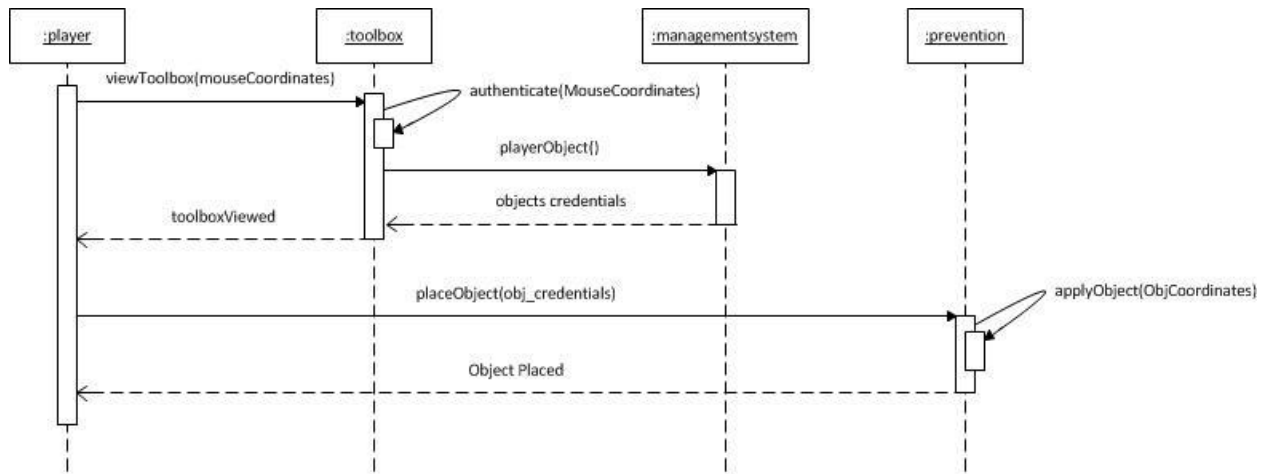 :player
:toolbox
:managementsystem
:prevention
viewToolbox(mouseCoordinates)
authenticate(MouseCoordinates)
playerObject()
objects credentials
toolboxViewed
placeObject(obj_credentials)
applyObject(ObjCoordinates)
Object Placed